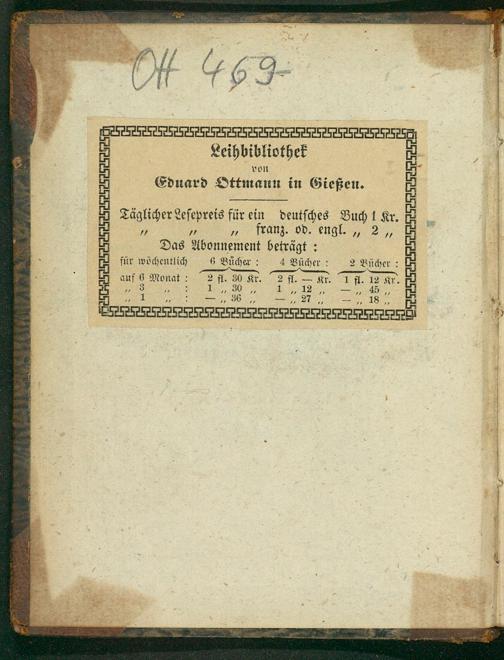 OH 469
Leihbibliothek
von
Eduard Ottmann in Gießen.
Täglicher Lesepreis für ein deutsches Buch 1 Kr.
„ „ „ franz. od. engl. „ 2 „
Das Abonnement beträgt :
für wöchentlich 6 Bücher : 4 Bücher : 2 Bücher :
auf 6 Monat : 2 fl. 30 Kr. 2 fl. — Kr. 1 fl. 12 Kr.
„ 3 „ : 1 „ 30 „ 1 „ 12 „ — „ 45 „
„ 1 „ : — „ 36 „ — „ 27 „ — „ 18 „